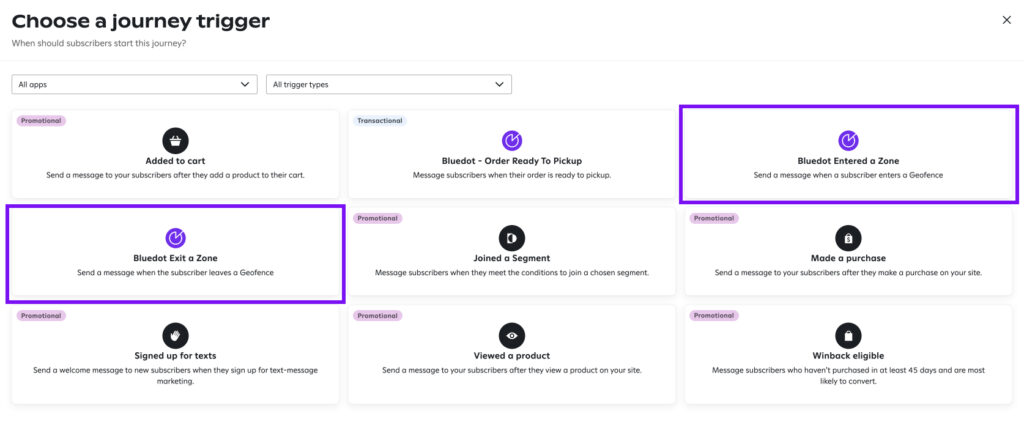 Choose a journey trigger
When should subscribers start this journey?
All apps
All trigger types
Promotional
Added to cart
Send a message to your subscribers after they add a product to their cart.
Transactional
Bluedot - Order Ready To Pickup
Message subscribers when their order is ready to pickup.
Bluedot Entered a Zone
Send a message when a subscriber enters a Geofence
Bluedot Exit a Zone
Send a message when the subscriber leaves a Geofence
Promotional
Joined a Segment
Message subscribers when they meet the conditions to join a chosen segment.
Promotional
Made a purchase
Send a message to your subscribers after they make a purchase on your site.
Promotional
Signed up for texts
Send a welcome message to new subscribers when they sign up for text-message
marketing.
Promotional
Viewed a product
Send a message to your subscribers after they view a product on your site.
Promotional
Winback eligible
Message subscribers who haven't purchased in at least 45 days and are most
likely to convert.